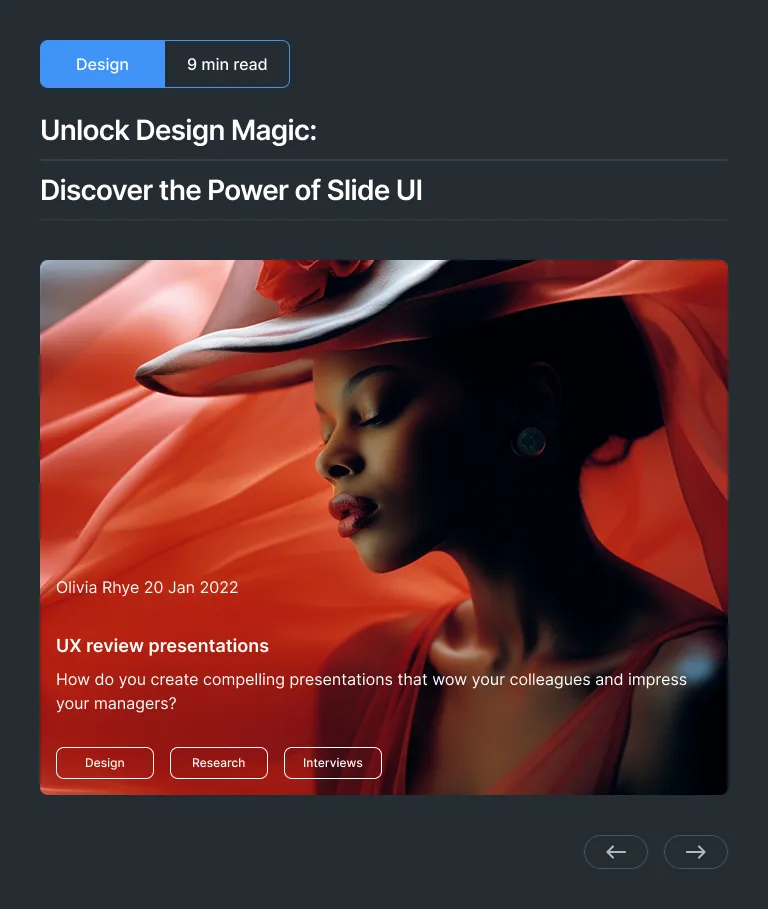 Design
9 min read
Unlock Design Magic:
Discover the Power of Slide UI
Olivia Rhye 20 Jan 2022
UX review presentations
How do you create compelling presentations that wow your colleagues and impress
your managers?
Design
Research
Interviews